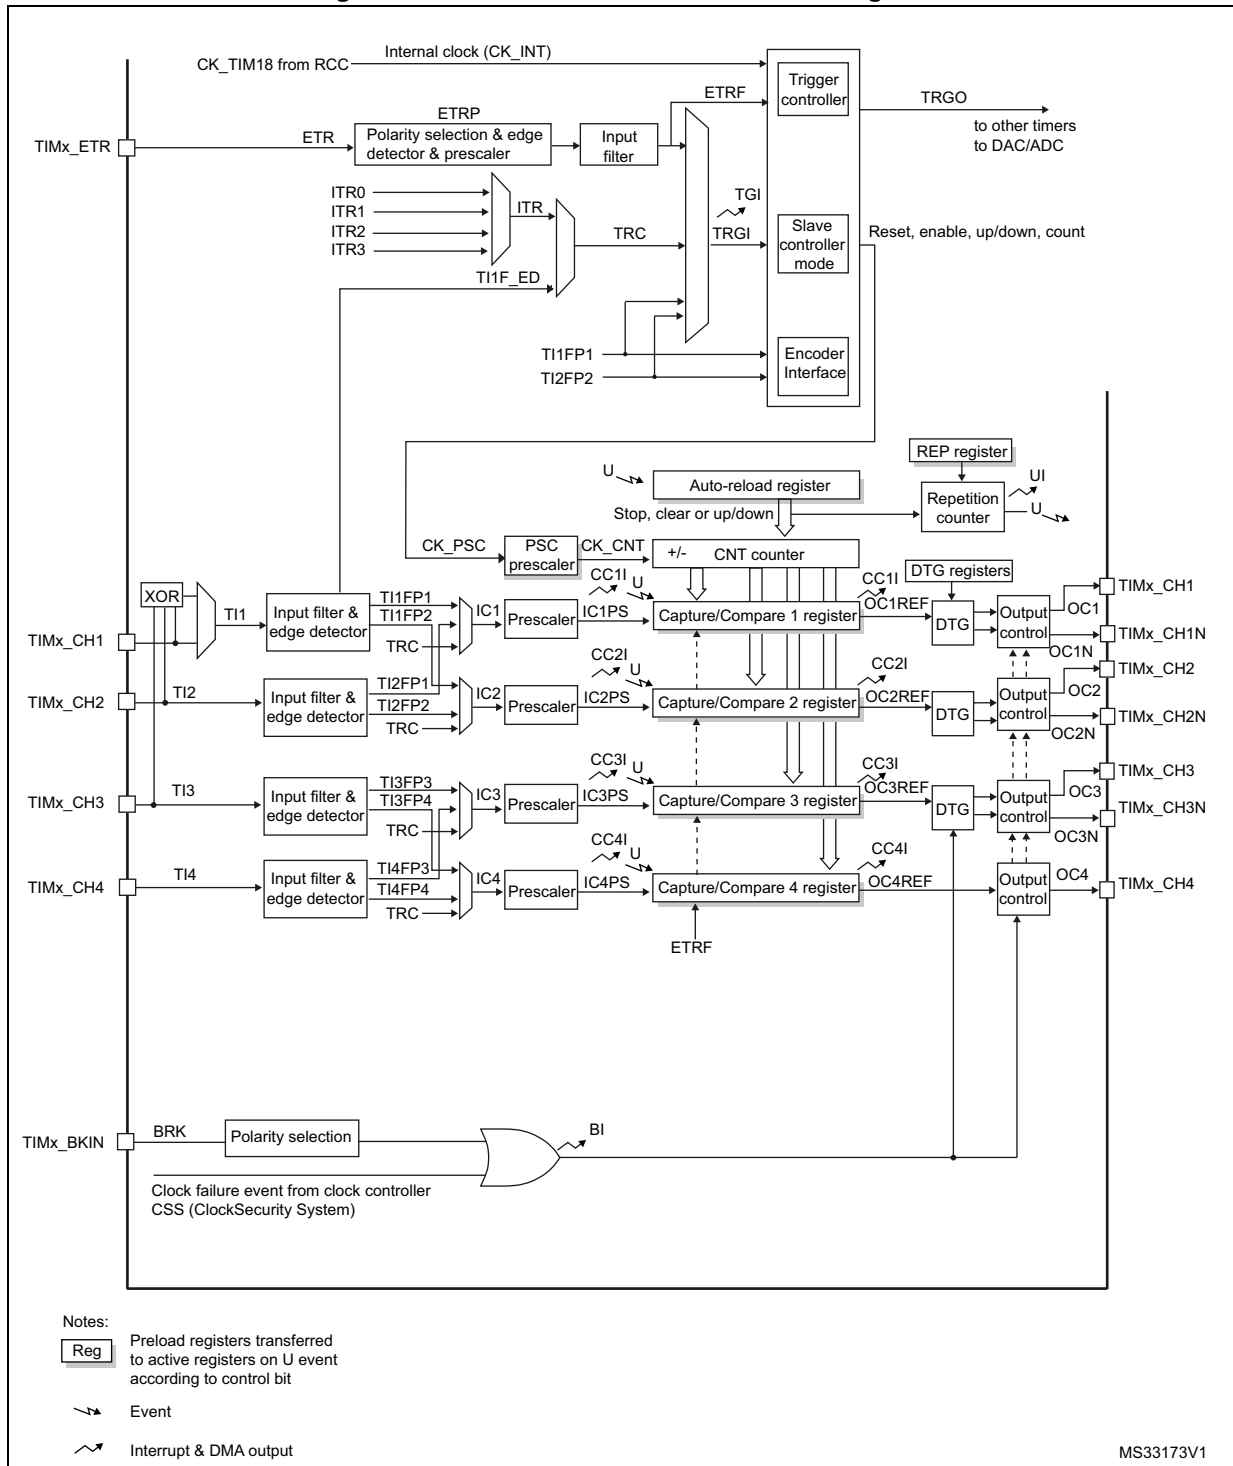 Internal clock (CK_INT)
CK_TIM18 from RCC
Trigger
controller
ETRF
TRGO
to other timers
to DAC/ADC
ETRP
TIMx_ETR
ETR
Polarity selection & edge
detector & prescaler
Input
filter
ITR0
ITR1
ITR2
ITR3
ITR
TI1F_ED
TRC
TGI
TRGI
Slave
controller
mode
Reset, enable, up/down, count
TI1FP1
TI2FP2
Encoder
Interface
REP register
U
Auto-reload register
Repetition
counter
UI
U
Stop, clear or up/down
CK_PSC
PSC
prescaler
CK_CNT
+/-
CNT counter
DTG registers
XOR
TIMx_CH1
TI1
Input filter &
edge detector
TI1FP1
TI1FP2
TRC
IC1
Prescaler
IC1PS
CC1I
U
Capture/Compare 1 register
CC1I
OC1REF
DTG
Output
control
OC1
TIMx_CH1
OC1N
TIMx_CH1N
TIMx_CH2
TI2
Input filter &
edge detector
TI2FP1
TI2FP2
TRC
IC2
Prescaler
IC2PS
CC2I
U
Capture/Compare 2 register
CC2I
OC2REF
DTG
Output
control
OC2
TIMx_CH2
OC2N
TIMx_CH2N
TIMx_CH3
TI3
Input filter &
edge detector
TI3FP3
TI3FP4
TRC
IC3
Prescaler
IC3PS
CC3I
U
Capture/Compare 3 register
CC3I
OC3REF
DTG
Output
control
OC3
TIMx_CH3
OC3N
TIMx_CH3N
TIMx_CH4
TI4
Input filter &
edge detector
TI4FP3
TI4FP4
TRC
IC4
Prescaler
IC4PS
CC4I
U
Capture/Compare 4 register
CC4I
OC4REF
Output
control
OC4
TIMx_CH4
ETRF
TIMx_BKIN
BRK
Polarity selection
BI
Clock failure event from clock controller
CSS (ClockSecurity System)
Notes:
Reg
Preload registers transferred
to active registers on U event
according to control bit
Event
Interrupt & DMA output
MS33173V1